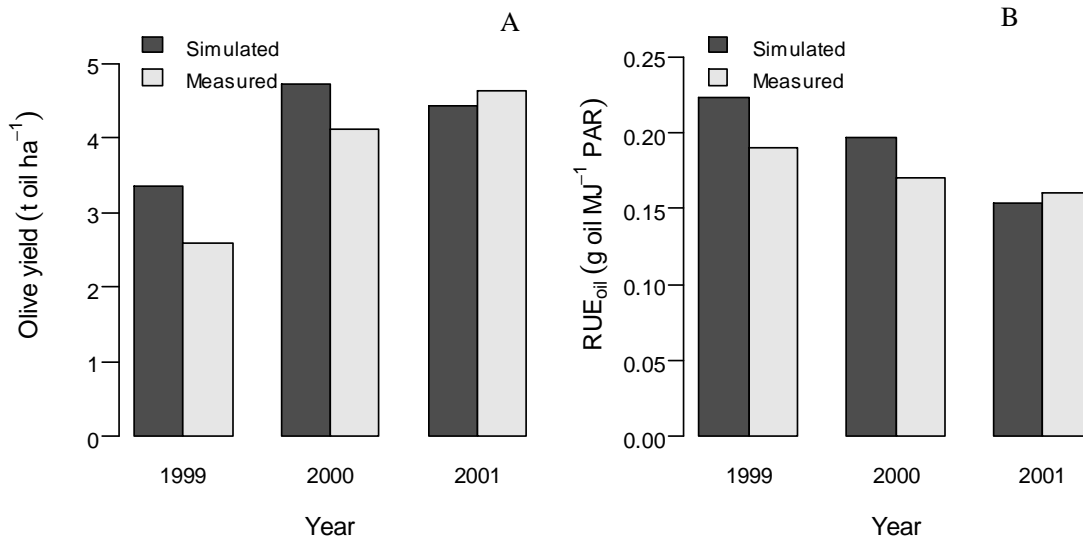 A
Simulated
Measured
Olive yield (t oil ha⁻¹)
5
4
3
2
1
0
1999
2000
2001
Year
B
Simulated
Measured
RUEoil (g oil MJ⁻¹ PAR)
0.25
0.20
0.15
0.10
0.05
0.00
1999
2000
2001
Year